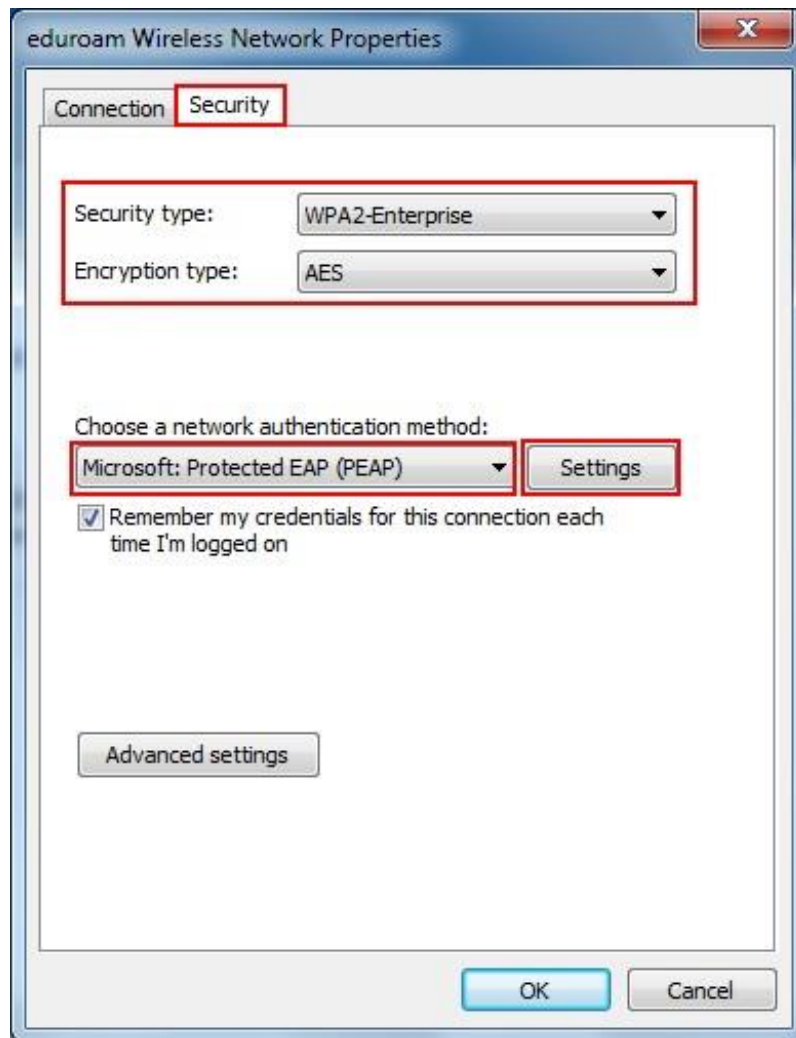 eduroam Wireless Network Properties
Connection Security
Security type: WPA2-Enterprise
Encryption type: AES
Choose a network authentication method:
Microsoft: Protected EAP (PEAP) Settings
Remember my credentials for this connection each
time I'm logged on
Advanced settings
OK Cancel